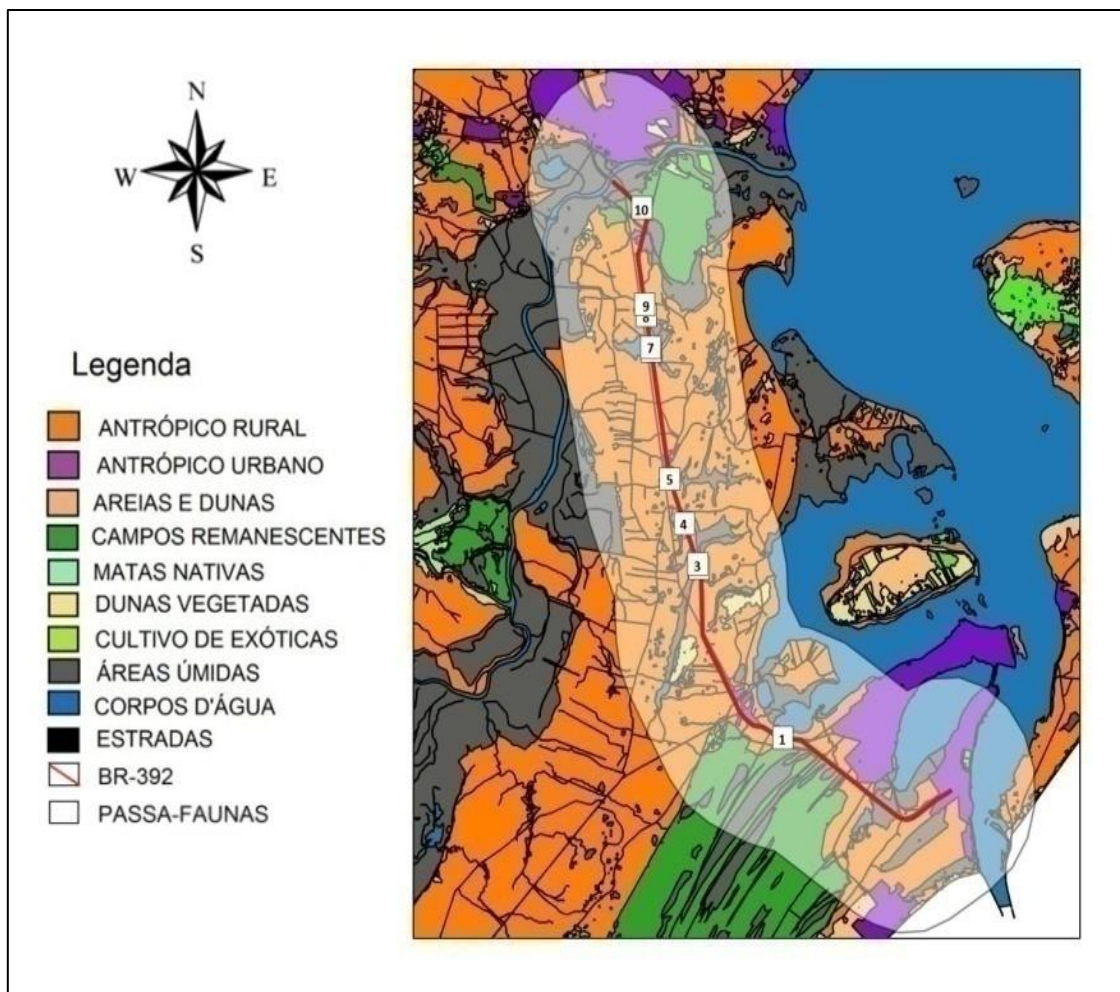 N
W
E
S
Legenda
ANTRÓPICO RURAL
ANTRÓPICO URBANO
AREIAS E DUNAS
CAMPOS REMANESCENTES
MATAS NATIVAS
DUNAS VEGETADAS
CULTIVO DE EXÓTICAS
ÁREAS ÚMIDAS
CORPOS D'ÁGUA
ESTRADAS
BR-392
PASSA-FAUNAS
10
9
8
7
5
4
3
1